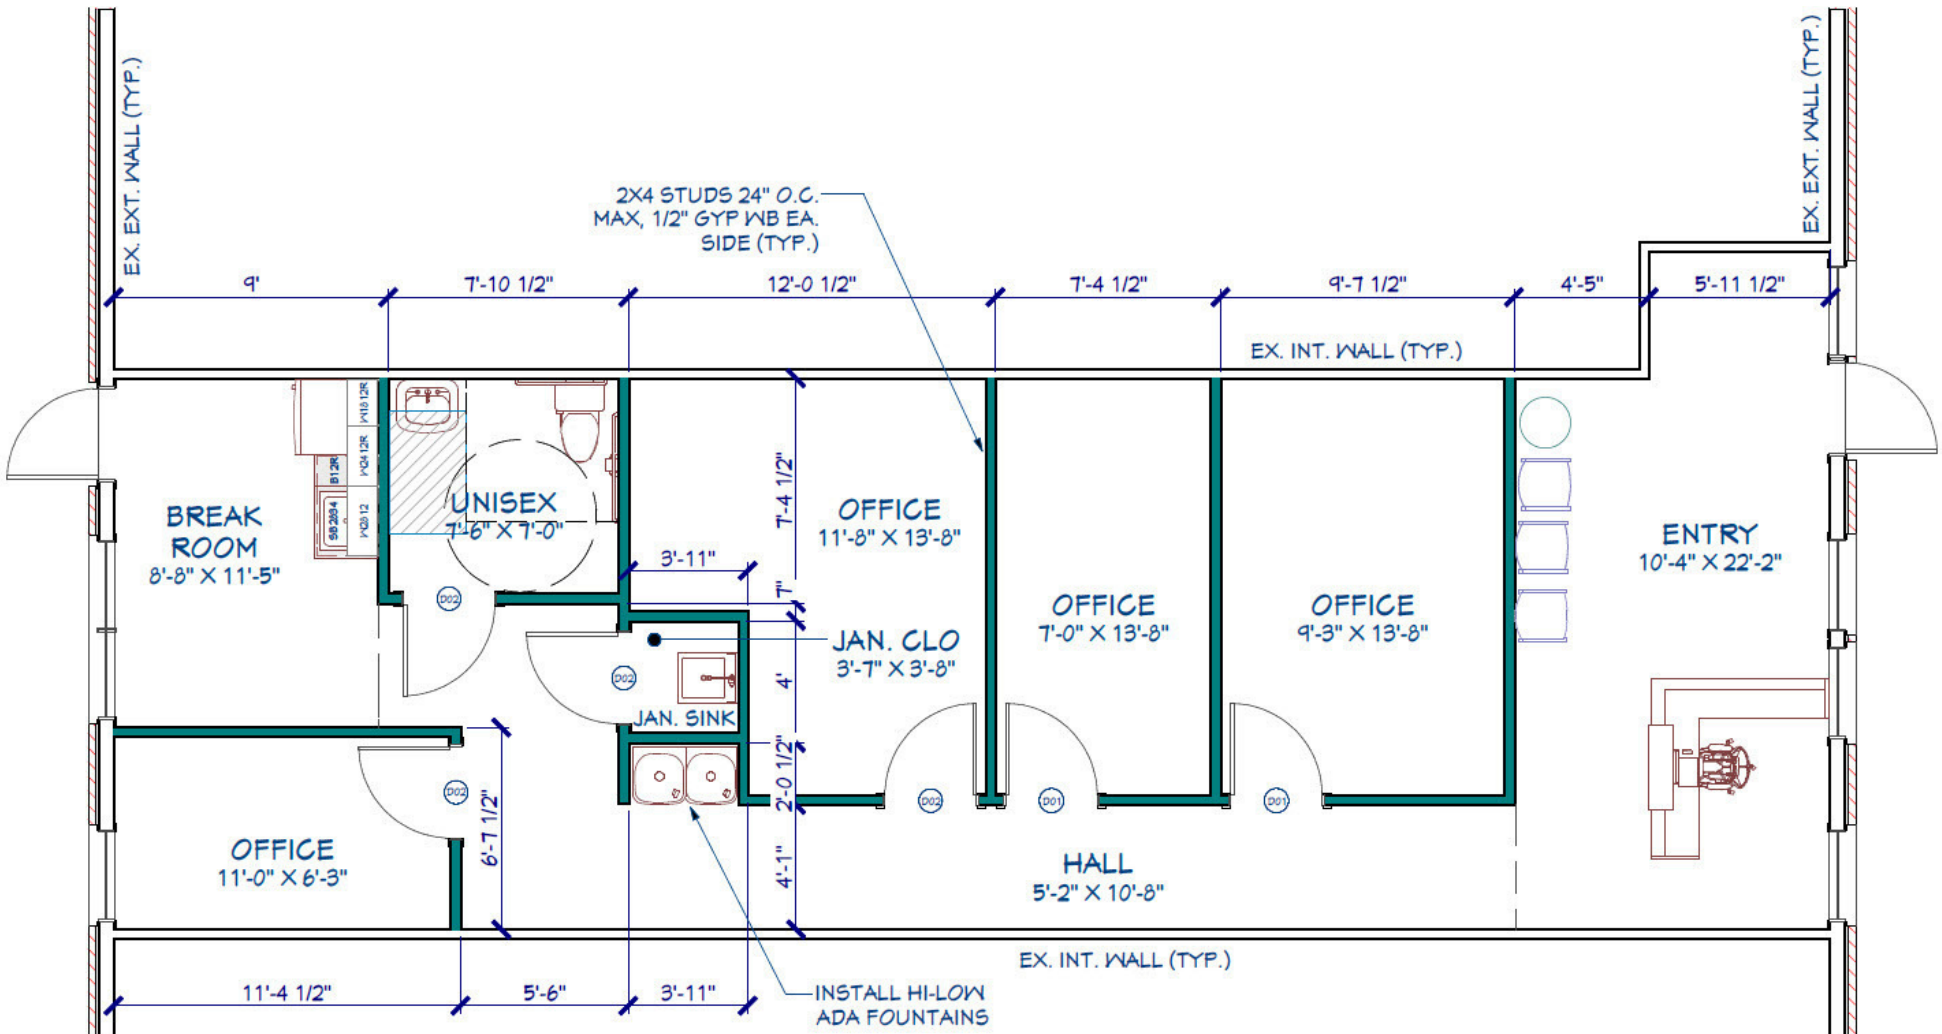 EX. EXT. WALL (TYP.)
EX. EXT. WALL (TYP.)
2X4 STUDS 24" O.C.
MAX, 1/2" GYP WB EA.
SIDE (TYP.)
9'
7'-10 1/2"
12'-0 1/2"
7'-4 1/2"
9'-7 1/2"
4'-5"
5'-11 1/2"
EX. INT. WALL (TYP.)
W1812R
W2412R
B12R
SB2834
W2812
BREAK
ROOM
8'-8" X 11'-5"
UNISEX
7'-6" X 7'-0"
7'-4 1/2"
OFFICE
11'-8" X 13'-8"
ENTRY
10'-4" X 22'-2"
3'-11"
7"
D02
OFFICE
7'-0" X 13'-8"
OFFICE
9'-3" X 13'-8"
JAN. CLO
3'-7" X 3'-8"
D02
4'
JAN. SINK
D02
2'-0 1/2"
D02
D01
D01
6'-7 1/2"
OFFICE
11'-0" X 6'-3"
4'-1"
HALL
5'-2" X 10'-8"
EX. INT. WALL (TYP.)
11'-4 1/2"
5'-6"
3'-11"
INSTALL HI-LOW
ADA FOUNTAINS